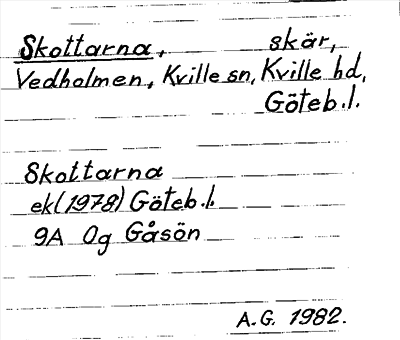 Skottarna, skär,
Vedholmen, Kville sn, Kville hd,
Göteb.l.
Skottarna
ek(1978) Göteb.l.
9A 0g Gåsön
A.G. 1982.